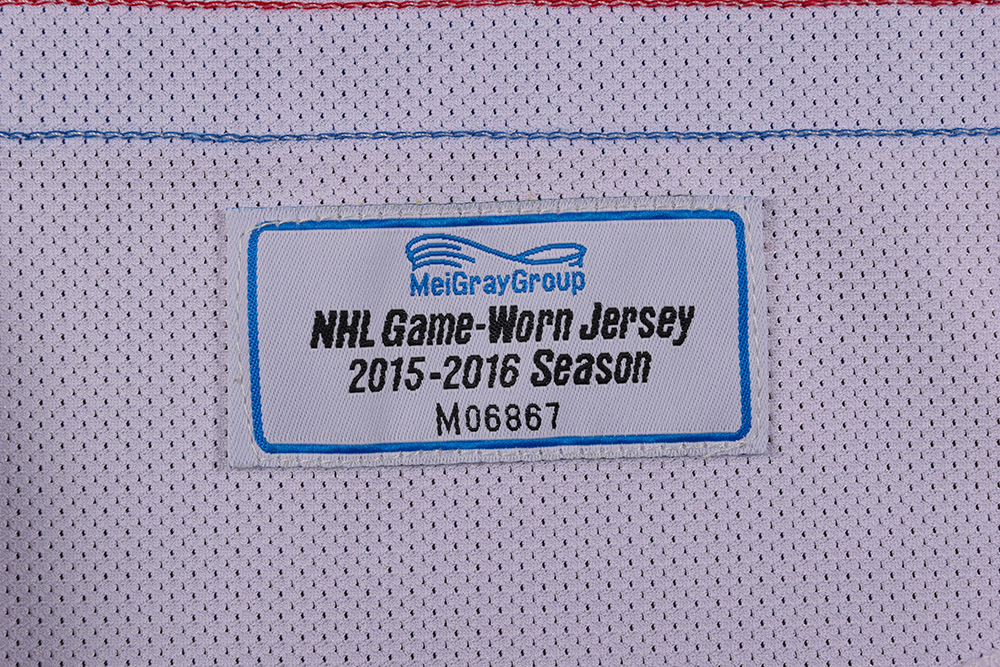 MeiGrayGroup
NHL Game-Worn Jersey
2015-2016 Season
M06867